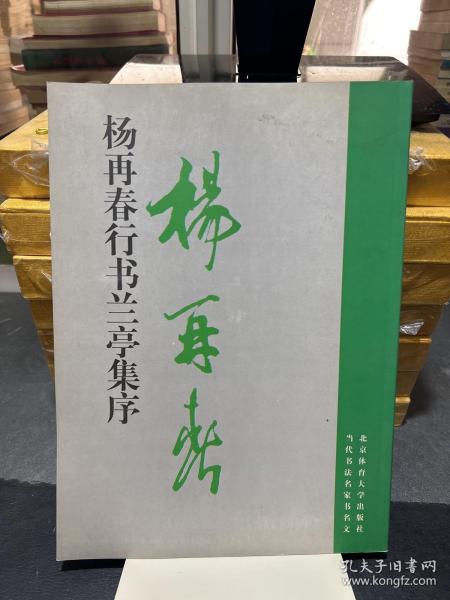 杨再春行书兰亭集序
楊再春
北京体育大学出版社
当代书法名家书名文
孔夫子旧书网
www.kongfz.com